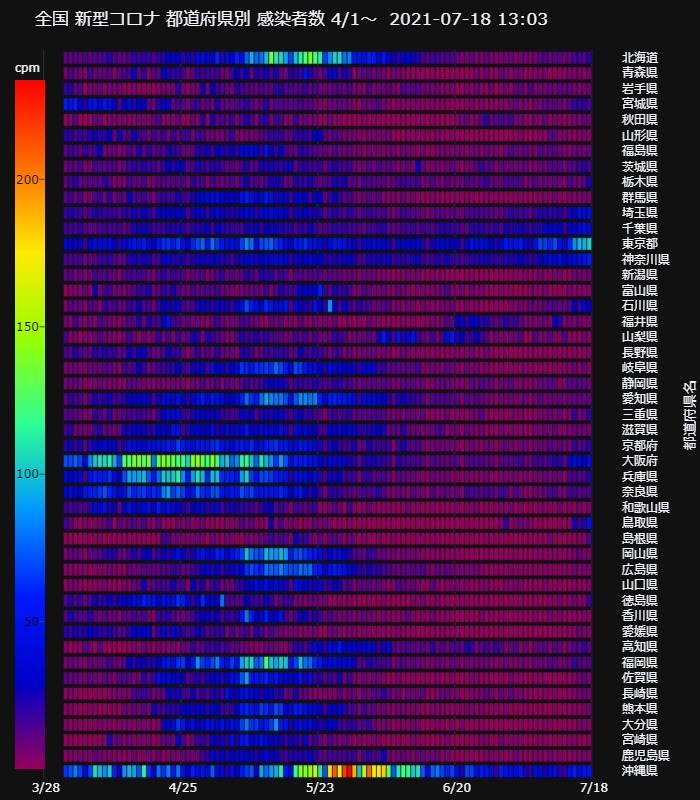 全国 新型コロナ 都道府県別 感染者数 4/1～ 2021-07-18 13:03
cpm
200
150
100
50
北海道
青森県
岩手県
宮城県
秋田県
山形県
福島県
茨城県
栃木県
群馬県
埼玉県
千葉県
東京都
神奈川県
新潟県
富山県
石川県
福井県
山梨県
長野県
岐阜県
静岡県
愛知県
三重県
滋賀県
京都府
大阪府
兵庫県
奈良県
和歌山県
鳥取県
島根県
岡山県
広島県
山口県
徳島県
香川県
愛媛県
高知県
福岡県
佐賀県
長崎県
熊本県
大分県
宮崎県
鹿児島県
沖縄県
都道府県名
3/28 4/25 5/23 6/20 7/18